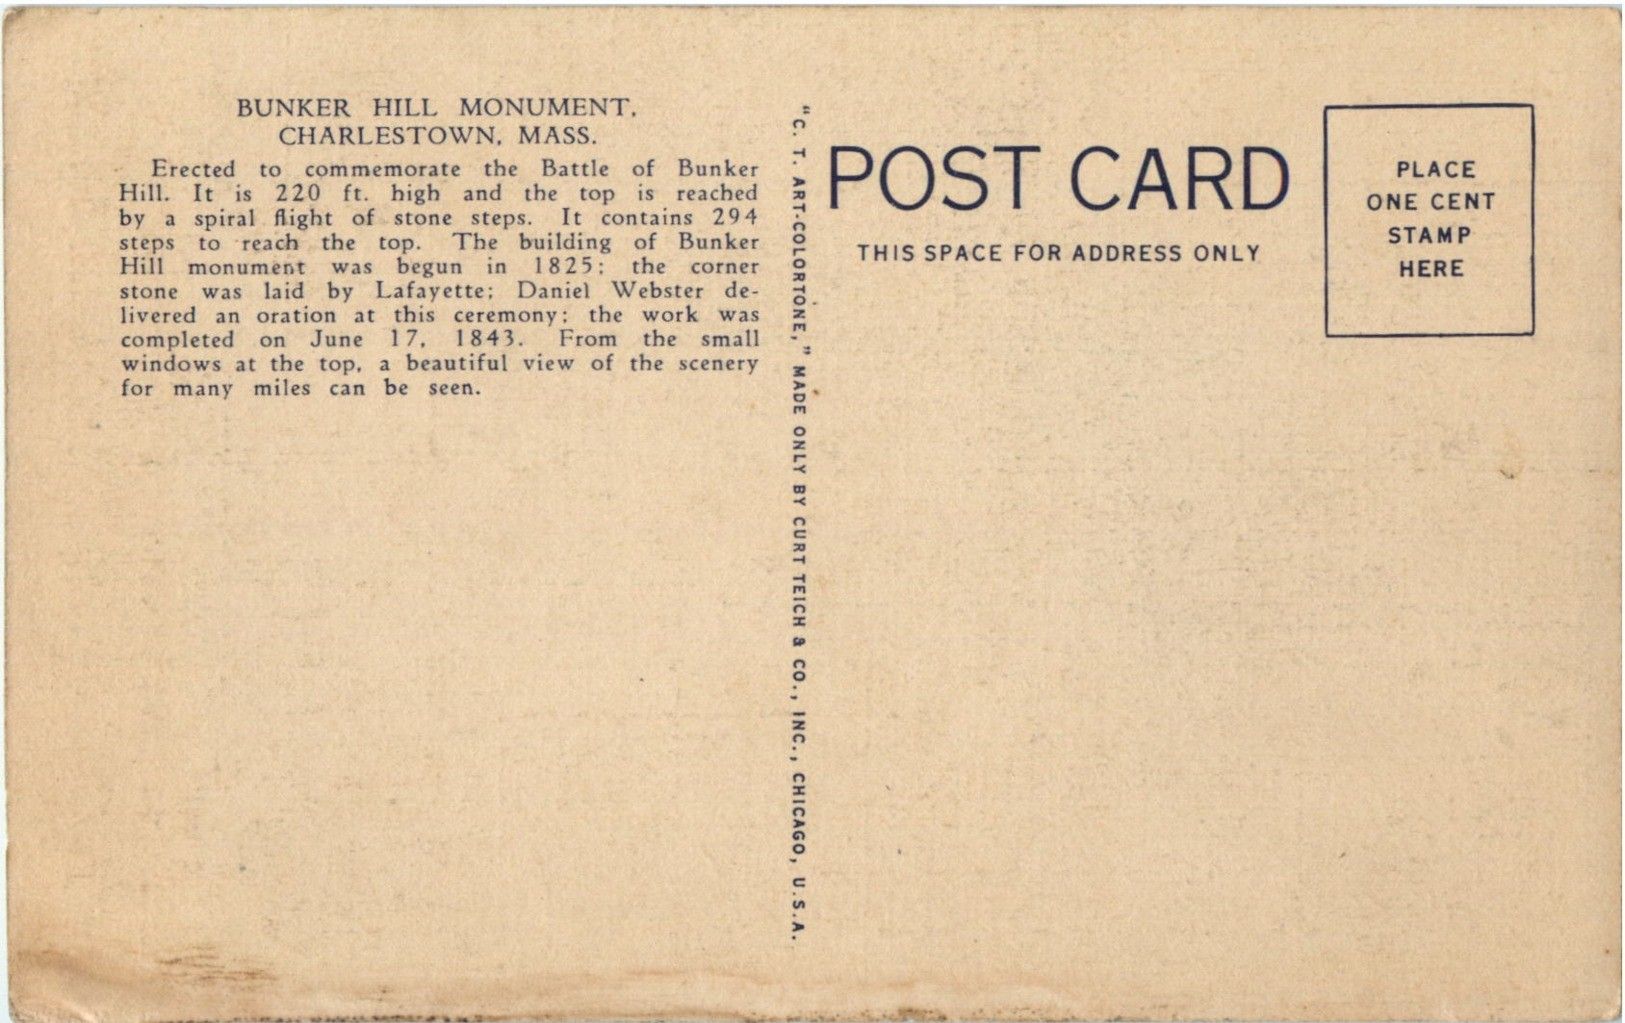 BUNKER HILL MONUMENT,
CHARLESTOWN, MASS.
Erected to commemorate the Battle of Bunker
Hill. It is 220 ft. high and the top is reached
by a spiral flight of stone steps. It contains 294
steps to reach the top. The building of Bunker
Hill monument was begun in 1825; the corner
stone was laid by Lafayette; Daniel Webster de-
livered an oration at this ceremony; the work was
completed on June 17, 1843. From the small
windows at the top, a beautiful view of the scenery
for many miles can be seen.
"C. T. ART-COLORTONE," MADE ONLY BY CURT TEICH & CO., INC., CHICAGO, U.S.A.
POST CARD
THIS SPACE FOR ADDRESS ONLY
PLACE
ONE CENT
STAMP
HERE